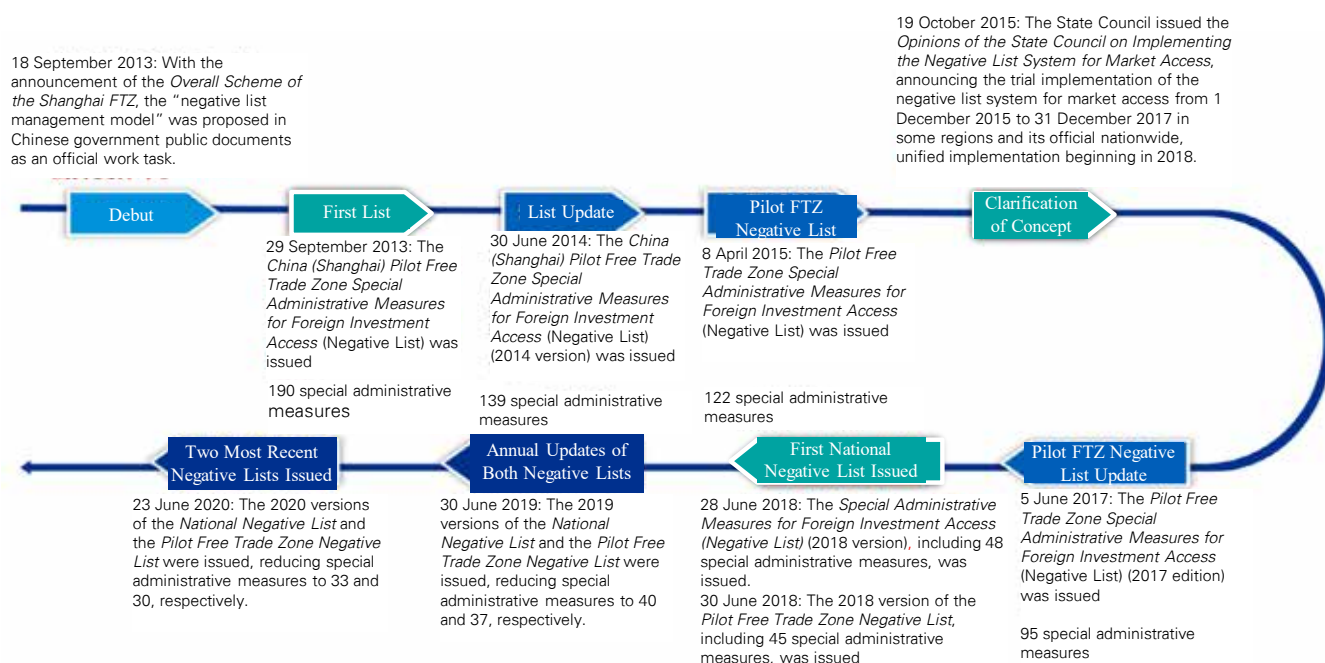 18 September 2013: With the
announcement of the Overall Scheme of
the Shanghai FTZ, the “negative list
management model” was proposed in
Chinese government public documents
as an official work task.
19 October 2015: The State Council issued the
Opinions of the State Council on Implementing
the Negative List System for Market Access,
announcing the trial implementation of the
negative list system for market access from 1
December 2015 to 31 December 2017 in
some regions and its official nationwide,
unified implementation beginning in 2018.
Debut
First List
List Update
Pilot FTZ
Negative List
Clarification
of Concept
29 September 2013: The
China (Shanghai) Pilot Free
Trade Zone Special
Administrative Measures
for Foreign Investment
Access (Negative List) was
issued
190 special administrative
measures
30 June 2014: The China
(Shanghai) Pilot Free Trade
Zone Special
Administrative Measures
for Foreign Investment
Access (Negative List)
(2014 version) was issued
139 special administrative
measures
8 April 2015: The Pilot Free
Trade Zone Special
Administrative Measures for
Foreign Investment Access
(Negative List) was issued
122 special administrative
measures
Two Most Recent
Negative Lists Issued
Annual Updates of
Both Negative Lists
First National
Negative List Issued
Pilot FTZ Negative
List Update
23 June 2020: The 2020 versions
of the National Negative List and
the Pilot Free Trade Zone Negative
List were issued, reducing special
administrative measures to 33 and
30, respectively.
30 June 2019: The 2019
versions of the National
Negative List and the Pilot Free
Trade Zone Negative List were
issued, reducing special
administrative measures to 40
and 37, respectively.
28 June 2018: The Special Administrative
Measures for Foreign Investment Access
(Negative List) (2018 version), including 48
special administrative measures, was
issued.
30 June 2018: The 2018 version of the
Pilot Free Trade Zone Negative List,
including 45 special administrative
measures, was issued
5 June 2017: The Pilot Free
Trade Zone Special
Administrative Measures for
Foreign Investment Access
(Negative List) (2017 edition)
was issued
95 special administrative
measures